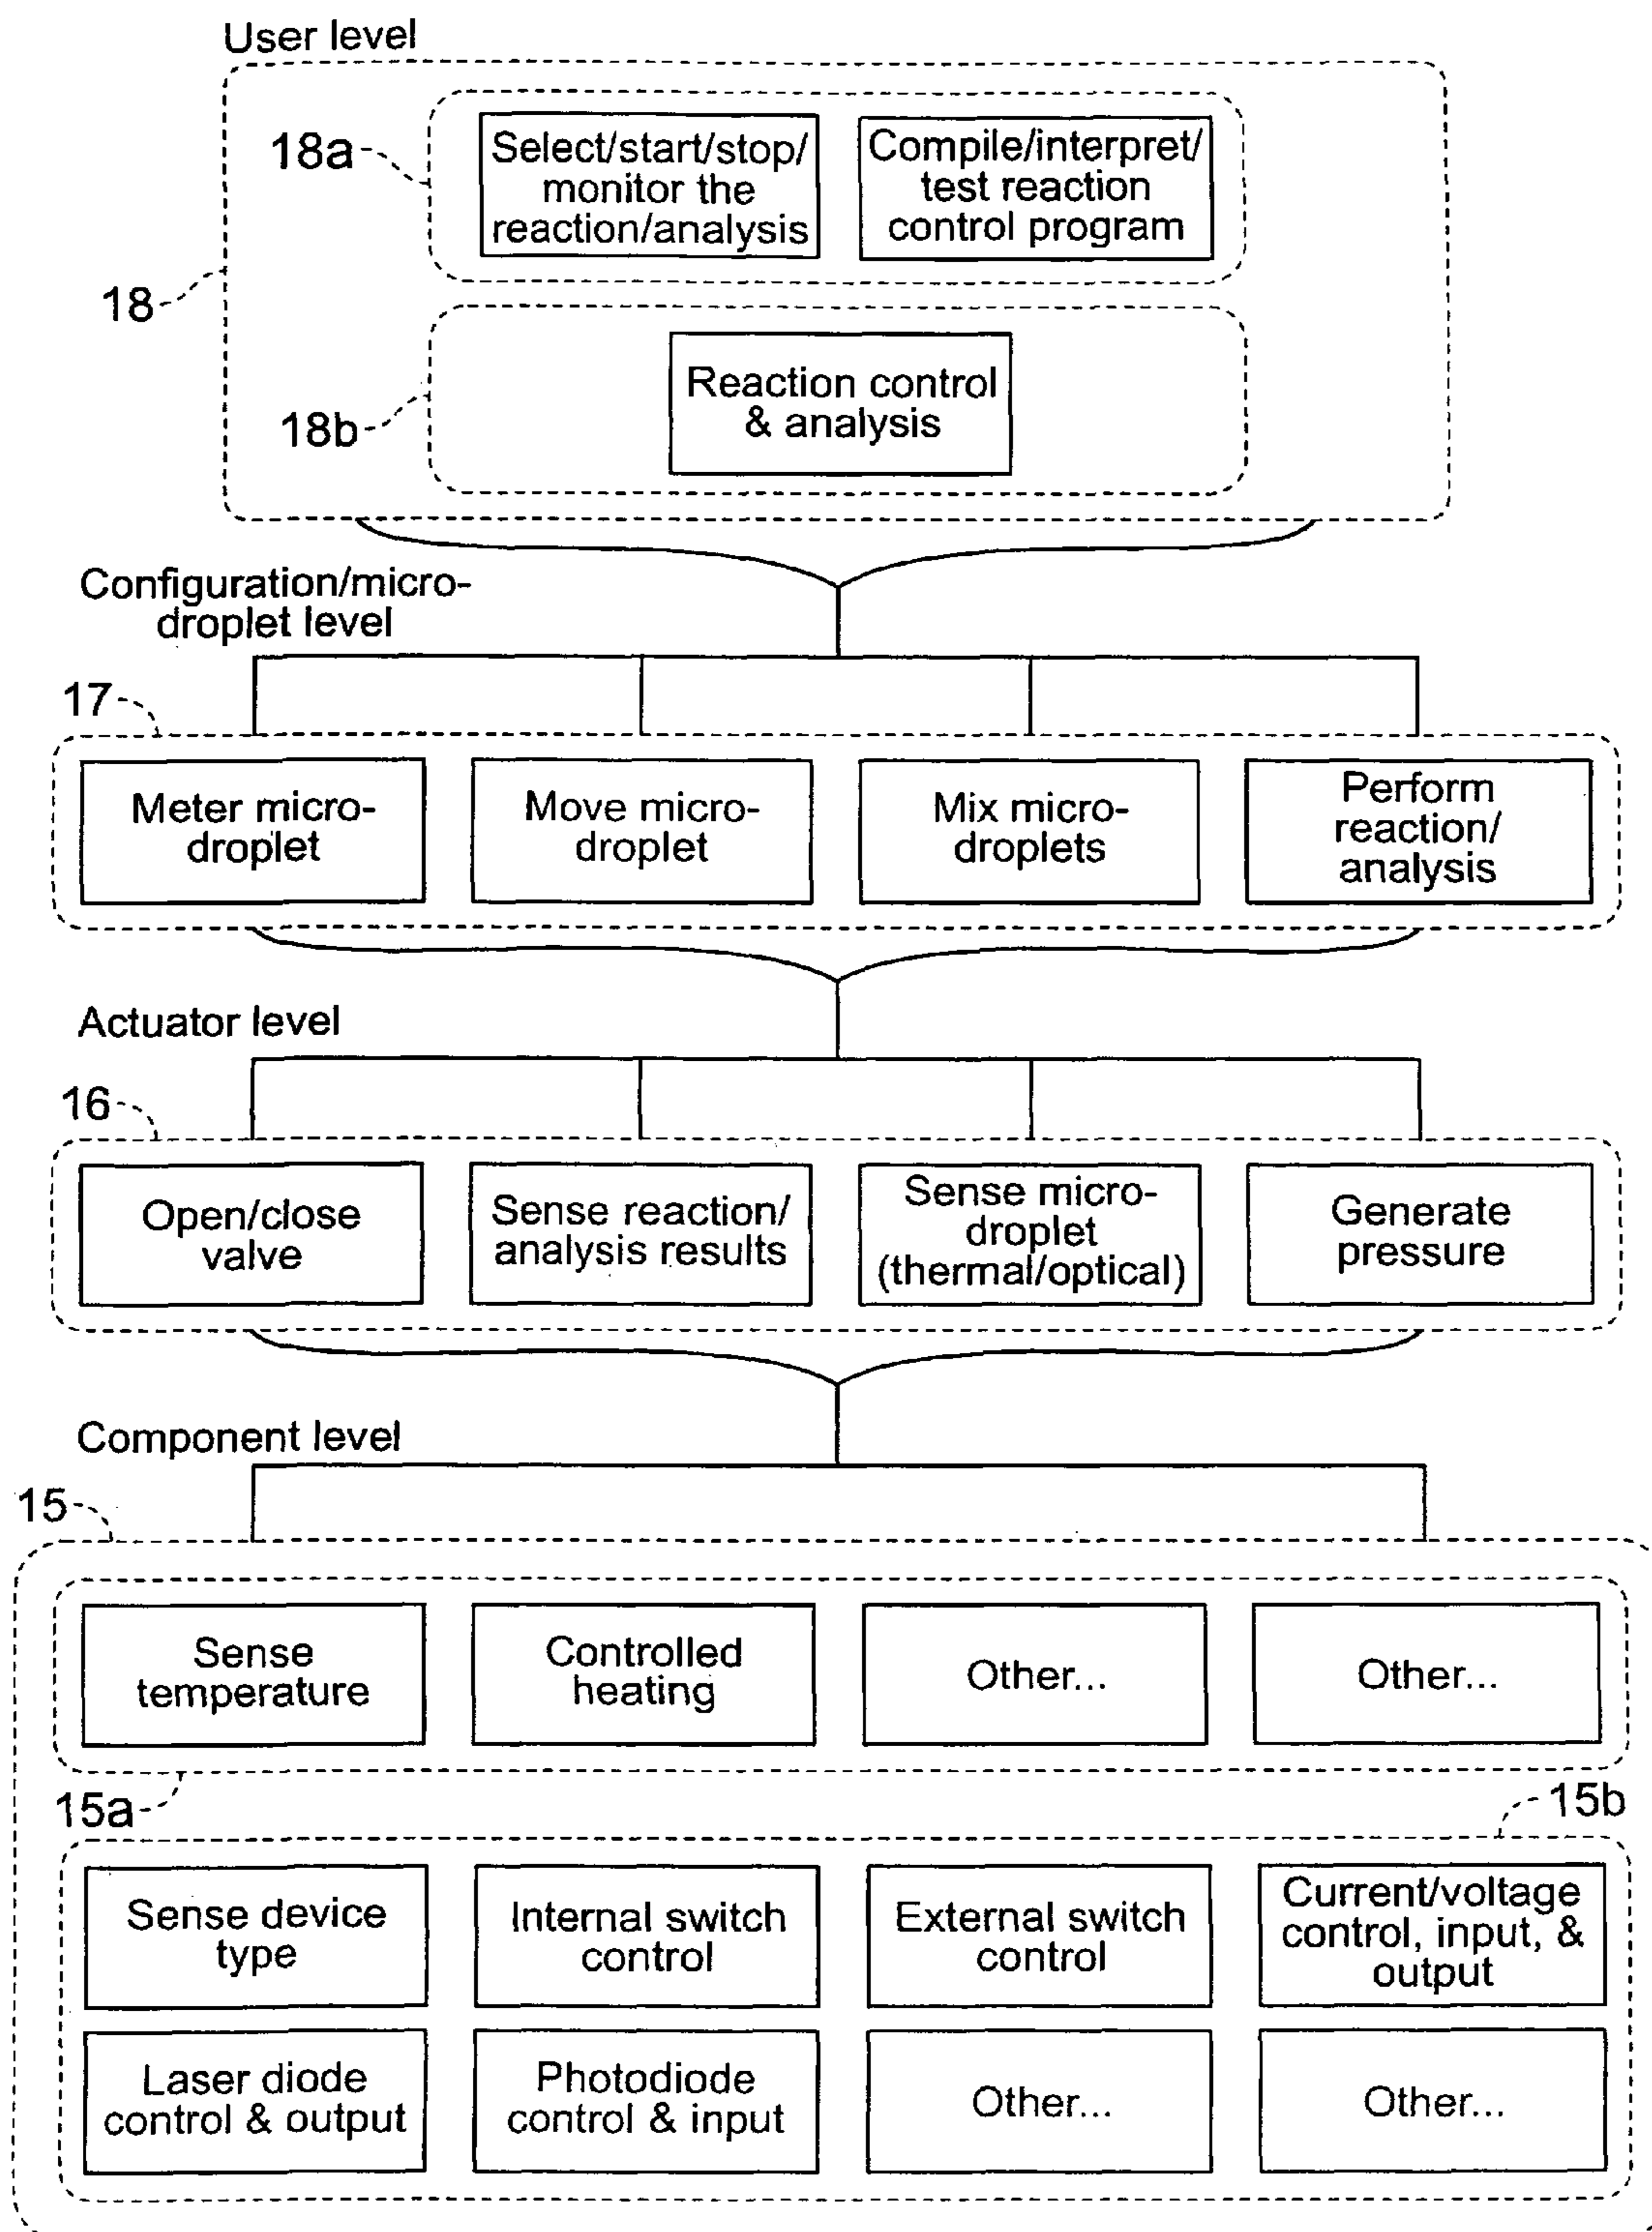 User level
18a
Select/start/stop/
monitor the
reaction/analysis
Compile/interpret/
test reaction
control program
18
18b
Reaction control
& analysis
Configuration/micro-
droplet level
17
Meter micro-
droplet
Move micro-
droplet
Mix micro-
droplets
Perform
reaction/
analysis
Actuator level
16
Open/close
valve
Sense reaction/
analysis results
Sense micro-
droplet
(thermal/optical)
Generate
pressure
Component level
15
Sense
temperature
Controlled
heating
Other...
Other...
15a
15b
Sense device
type
Internal switch
control
External switch
control
Current/voltage
control, input, &
output
Laser diode
control & output
Photodiode
control & input
Other...
Other...